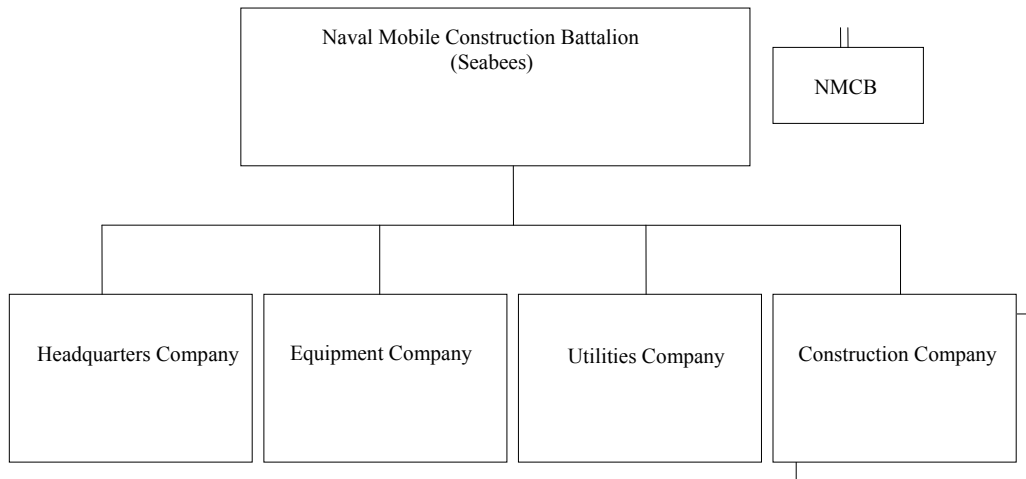 Naval Mobile Construction Battalion
(Seabees)
NMCB
Headquarters Company
Equipment Company
Utilities Company
Construction Company